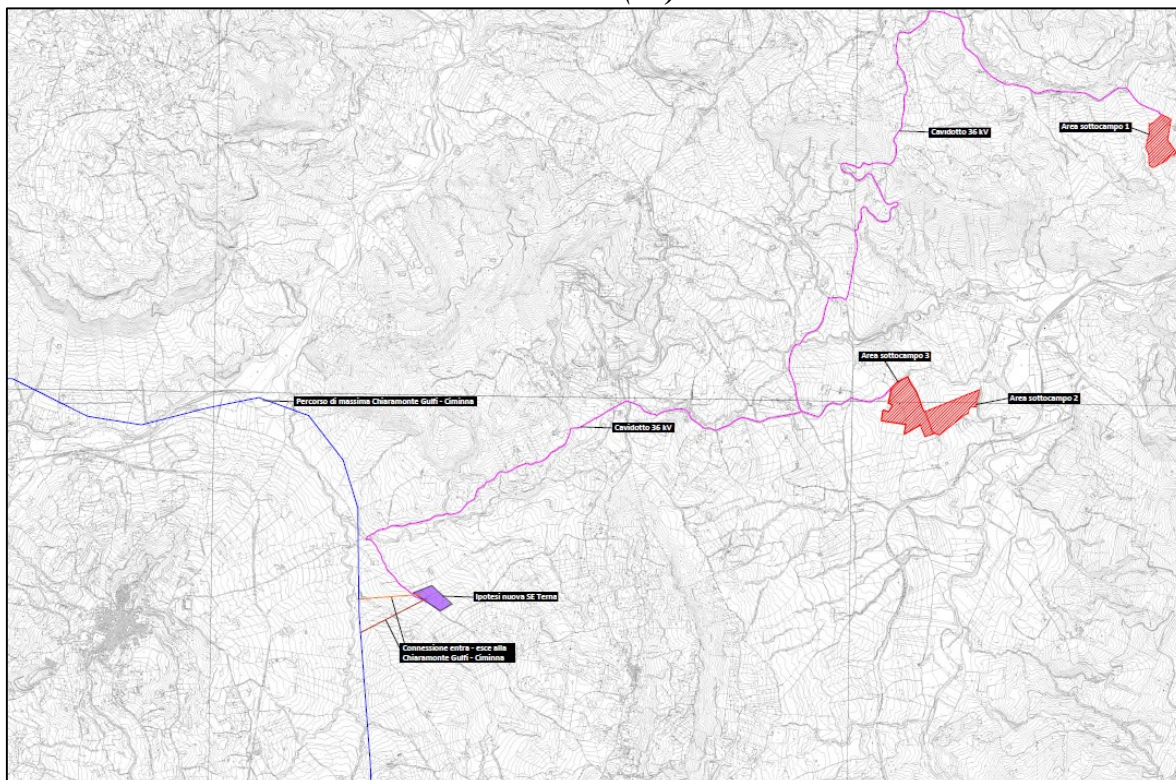 Cavidotto 36 kV
Area sottocampo 1
Area sottocampo 3
Area sottocampo 2
Percorso di massima Chiaramonte Gulfi - Ciminna
Cavidotto 36 kV
Ipotesi nuova SE Terna
Connessione entra - esce alla
Chiaramonte Gulfi - Ciminna